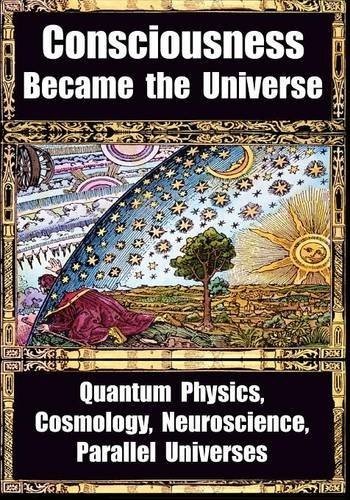 Consciousness
Became the Universe
Quantum Physics,
Cosmology, Neuroscience,
Parallel Universes